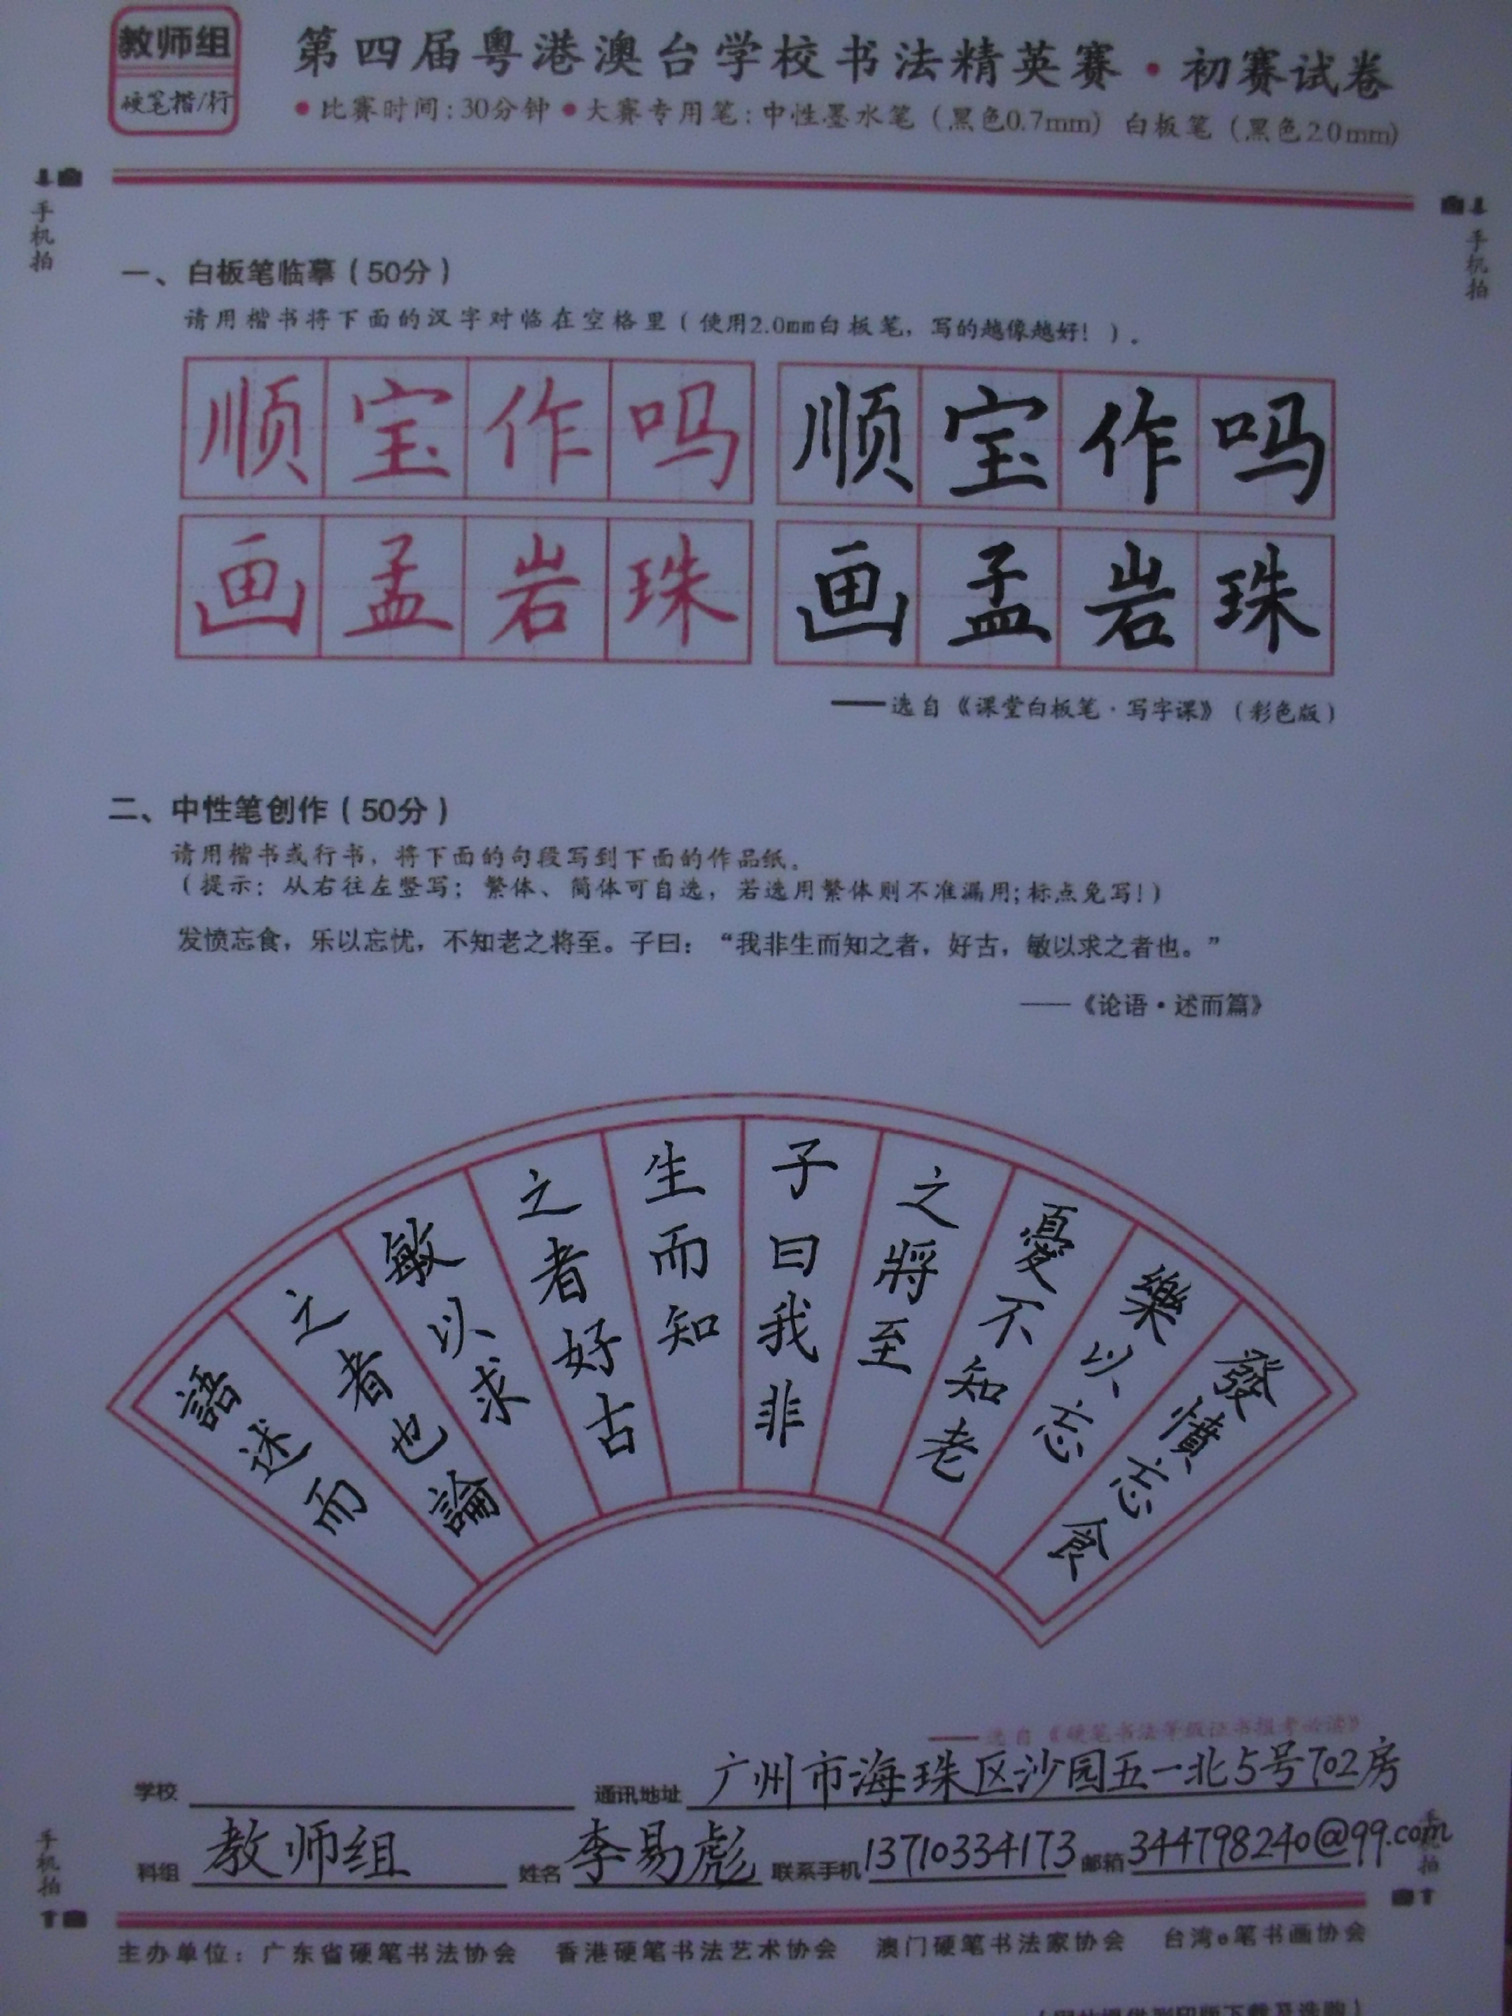 教师组
硬笔楷/行
第四届粤港澳台学校书法精英赛·初赛试卷
●比赛时间:30分钟 ●大赛专用笔:中性墨水笔（黑色0.7mm）白板笔（黑色2.0mm）
手机拍
手机拍
一、白板笔临摹（50分）
请用楷书将下面的汉字对临在空格里（使用2.0mm白板笔，写的越像越好！）.
顺宝作吗 顺宝作吗
画孟岩珠 画孟岩珠
——选自《课堂白板笔·写字课》（彩色版）
二、中性笔创作（50分）
请用楷书或行书，将下面的句段写到下面的作品纸。
（提示：从右往左竖写；繁体、简体可自选，若选用繁体则不准漏用;标点免写!）
发愤忘食，乐以忘忧，不知老之将至。子曰：“我非生而知之者，好古，敏以求之者也。”
——《论语·述而篇》
發憤忘食
樂以忘
憂不知老
之將至
子曰我非
生而知
之者好古
敏以求
之者也論
語述而
——选自《硬笔书法等级证书报考必读》
学校 通讯地址 广州市海珠区沙园五一北5号702房
科组 教师组 姓名 李易彪 联系手机 13710334173 邮箱 344798240@99.com
手机拍
手机拍
主办单位：广东省硬笔书法协会 香港硬笔书法艺术协会 澳门硬笔书法家协会 台湾e笔书画协会